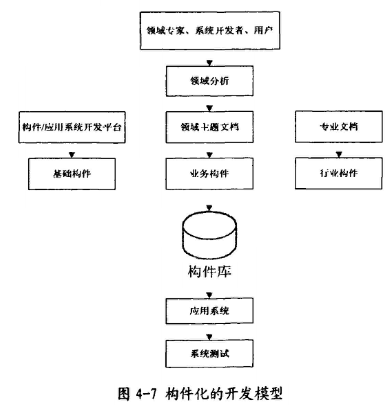 领域专家、系统开发者、用户
领域分析
构件/应用系统开发平台
领域主题文档
专业文档
基础构件
业务构件
行业构件
构件库
应用系统
系统测试
图 4-7 构件化的开发模型